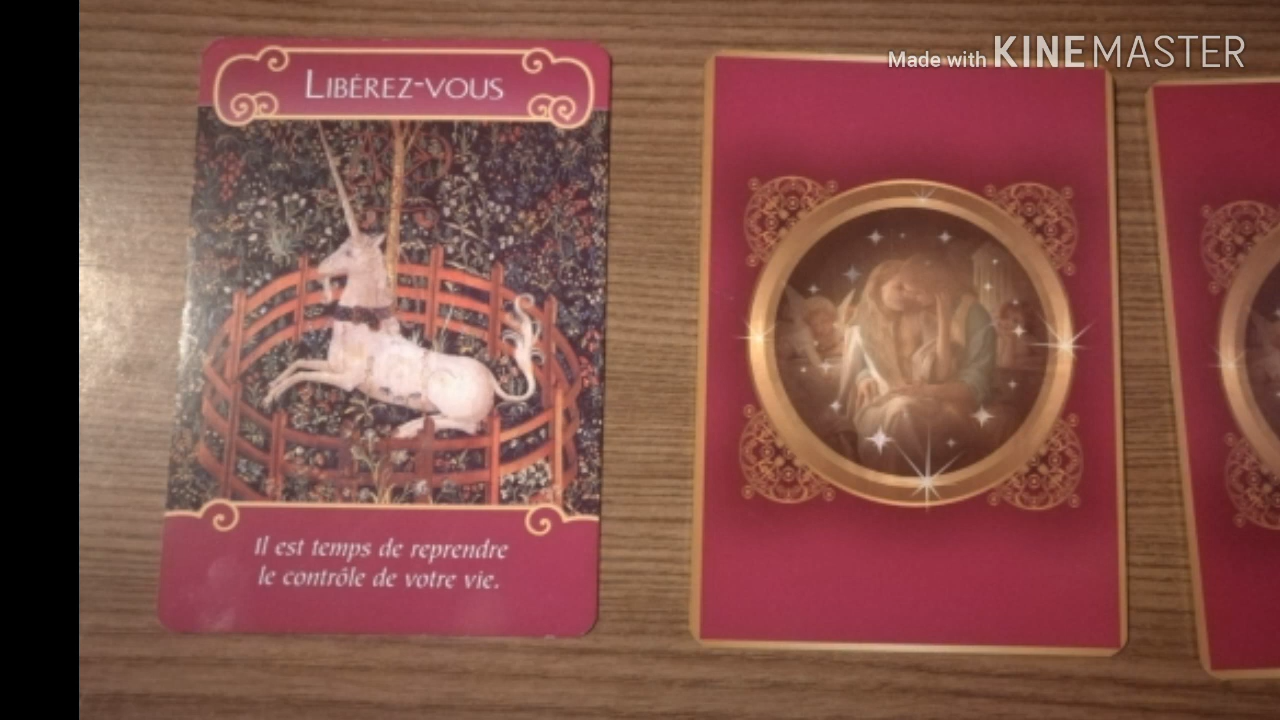 LIBÉREZ-VOUS
Il est temps de reprendre
le contrôle de votre vie.
Made with KINEMASTER